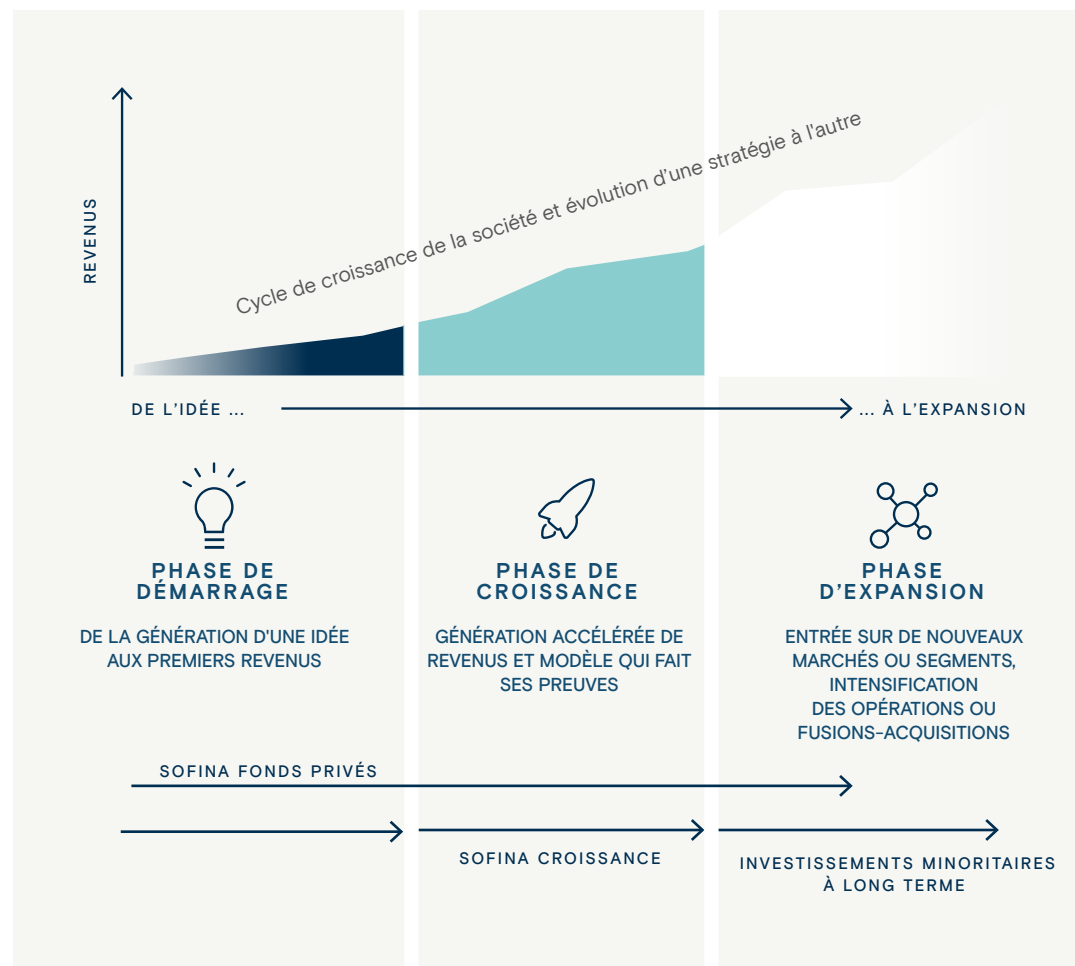 REVENUS
Cycle de croissance de la société et évolution d'une stratégie à l'autre
DE L'IDÉE ...
... À L'EXPANSION
PHASE DE
DÉMARRAGE
DE LA GÉNÉRATION D'UNE IDÉE
AUX PREMIERS REVENUS
PHASE DE
CROISSANCE
GÉNÉRATION ACCÉLÉRÉE DE
REVENUS ET MODÈLE QUI FAIT
SES PREUVES
PHASE
D'EXPANSION
ENTRÉE SUR DE NOUVEAUX
MARCHÉS OU SEGMENTS,
INTENSIFICATION
DES OPÉRATIONS OU
FUSIONS-ACQUISITIONS
SOFINA FONDS PRIVÉS
SOFINA CROISSANCE
INVESTISSEMENTS MINORITAIRES
À LONG TERME